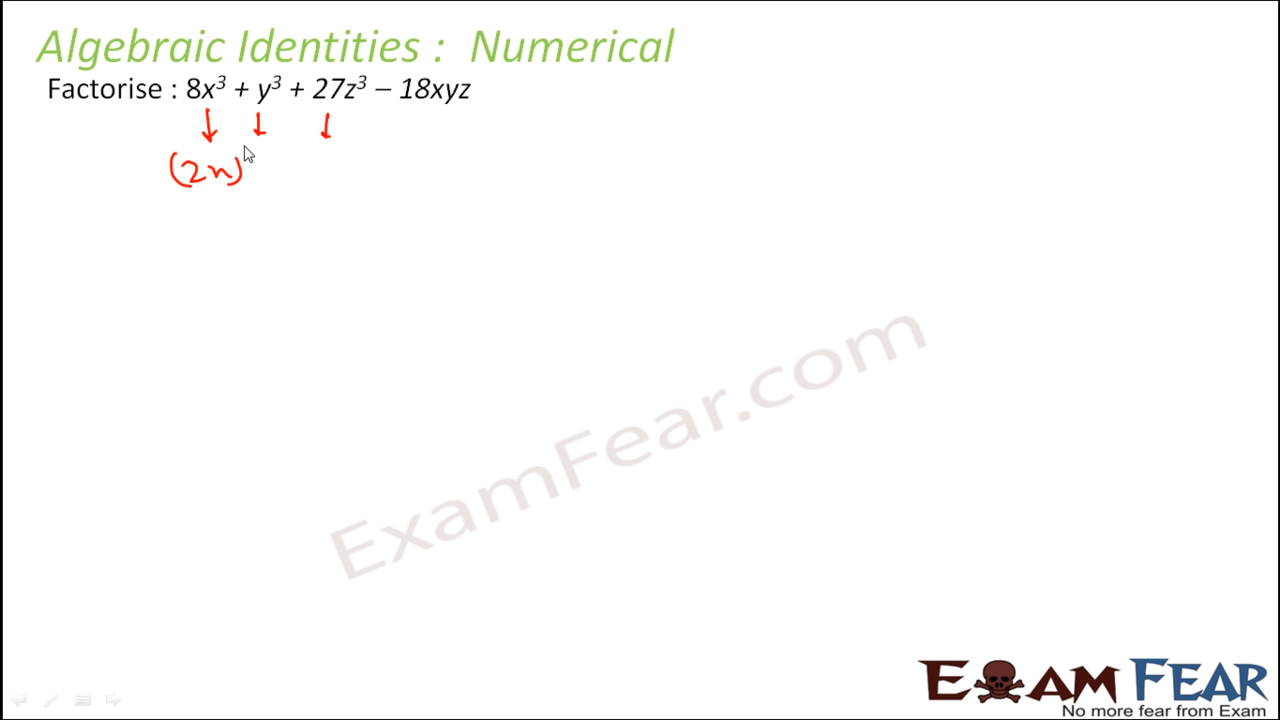 Algebraic Identities : Numerical
Factorise : 8x³ + y³ + 27z³ – 18xyz
(2x)
ExamFear.com
EXAM FEAR
No more fear from Exam